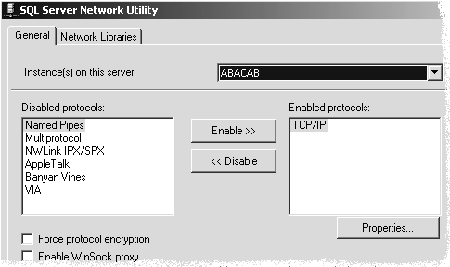 SQL Server Network Utility
General
Network Libraries
Instance(s) on this server
ABACAB
Disabled protocols:
Named Pipes
Multiprotocol
NWLink IPX/SPX
AppleTalk
Banyan Vines
VIA
Enable >>
<< Disable
Enabled protocols:
TCP/IP
Properties...
Force protocol encryption
Enable WinSock proxy